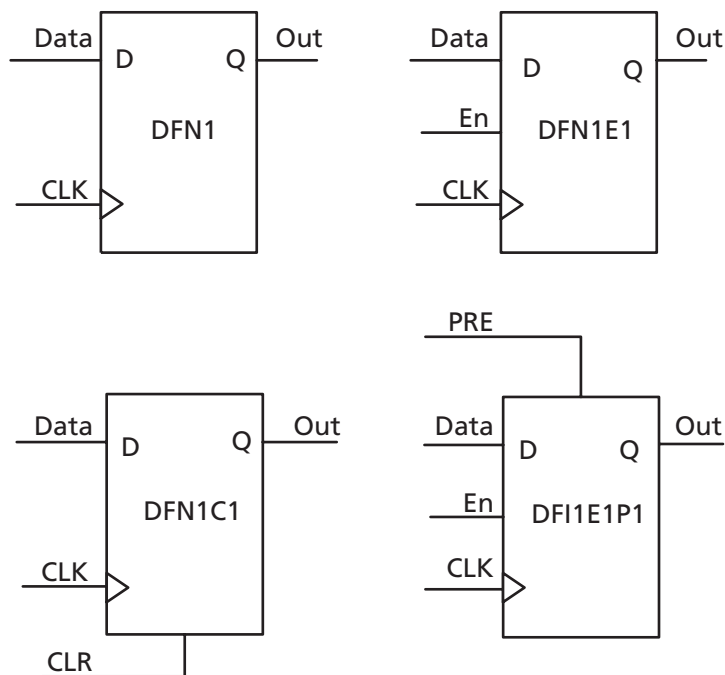 Data
D
Q
Out
DFN1
CLK
Data
D
Q
Out
En
DFN1E1
CLK
Data
D
Q
Out
DFN1C1
CLK
CLR
PRE
Data
D
Q
Out
En
DFI1E1P1
CLK